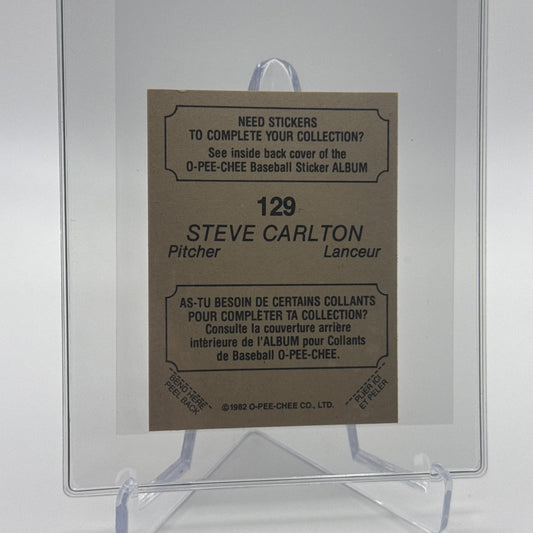 NEED STICKERS
TO COMPLETE YOUR COLLECTION?
See inside back cover of the
O-PEE-CHEE Baseball Sticker ALBUM
129
STEVE CARLTON
Pitcher Lanceur
AS-TU BESOIN DE CERTAINS COLLANTS
POUR COMPLÈTER TA COLLECTION?
Consulte la couverture arrière
intérieure de l'ALBUM pour Collants
de Baseball O-PEE-CHEE.
BEND HERE
PEEL BACK
PLIER ICI
ET PELER
©1982 O-PEE-CHEE CO., LTD.